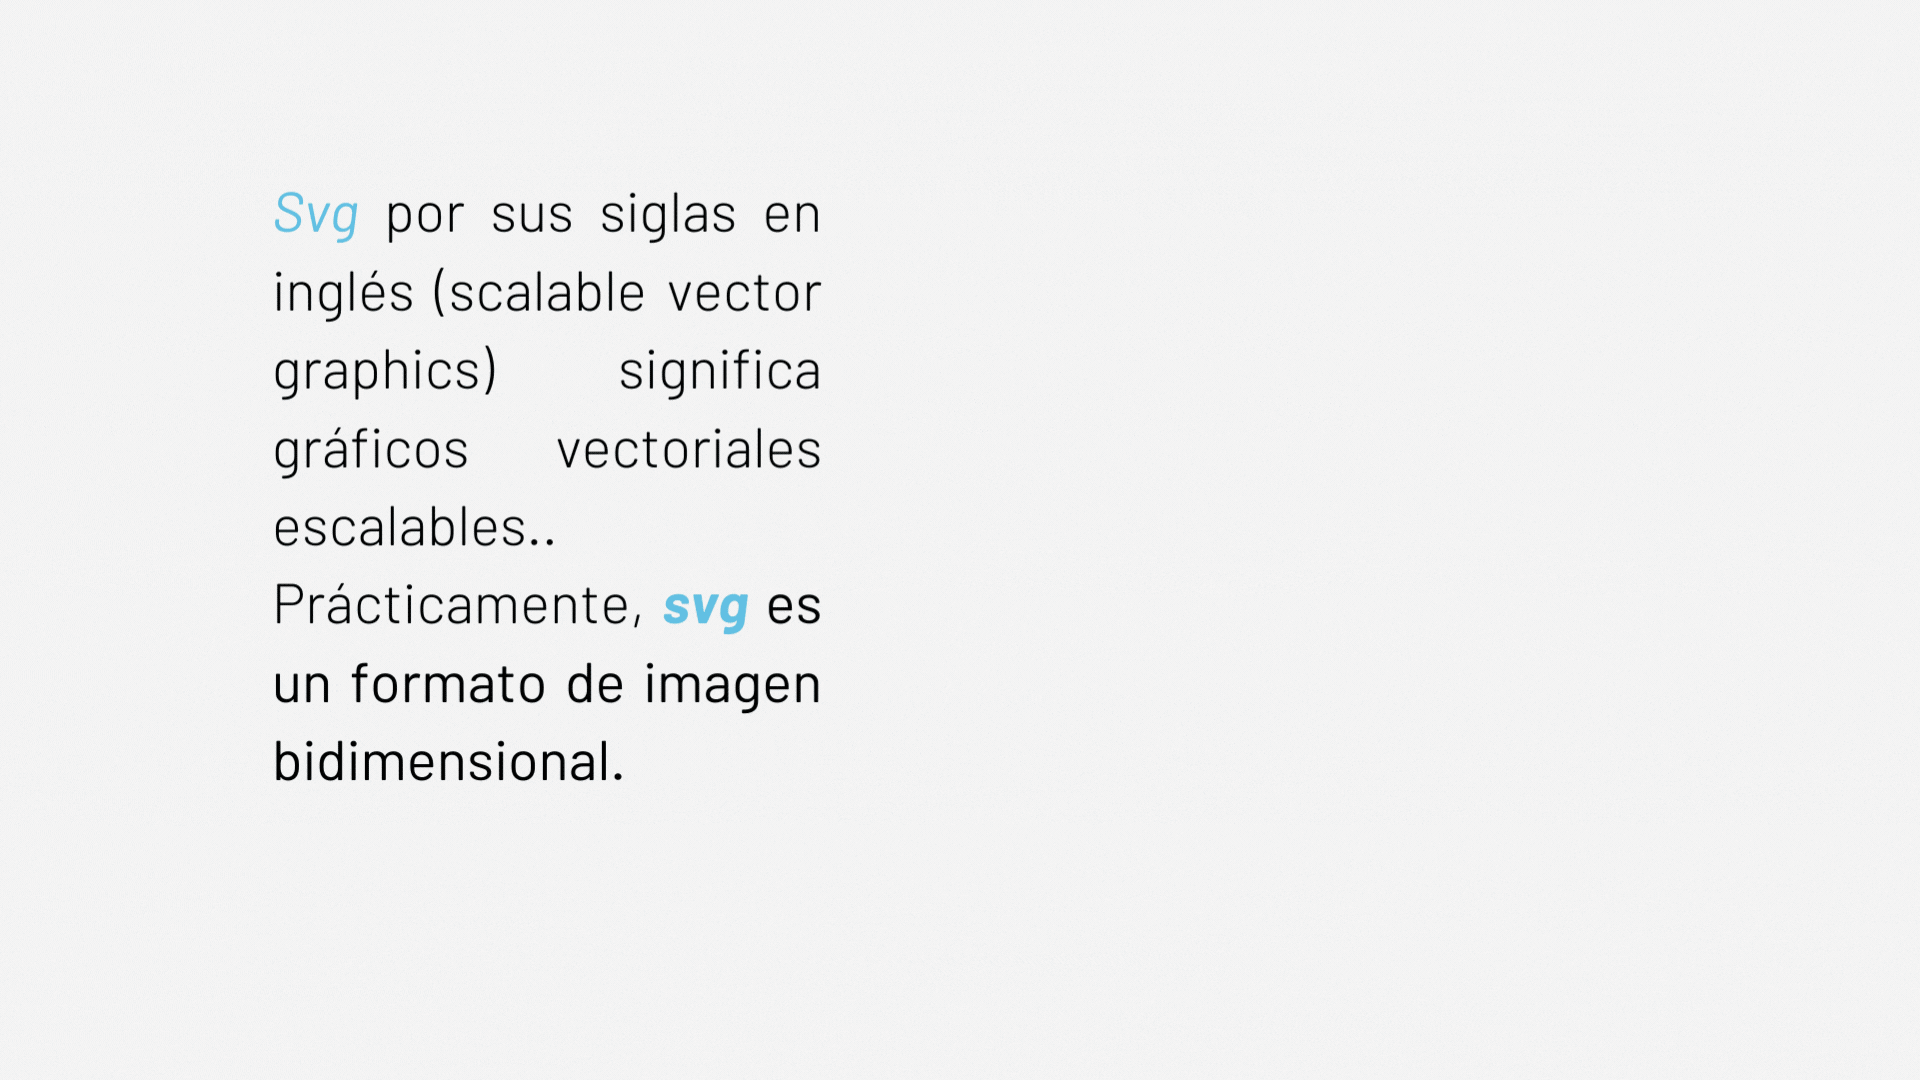 Svg por sus siglas en
inglés (scalable vector
graphics) significa
gráficos vectoriales
escalables..
Prácticamente, svg es
un formato de imagen
bidimensional.